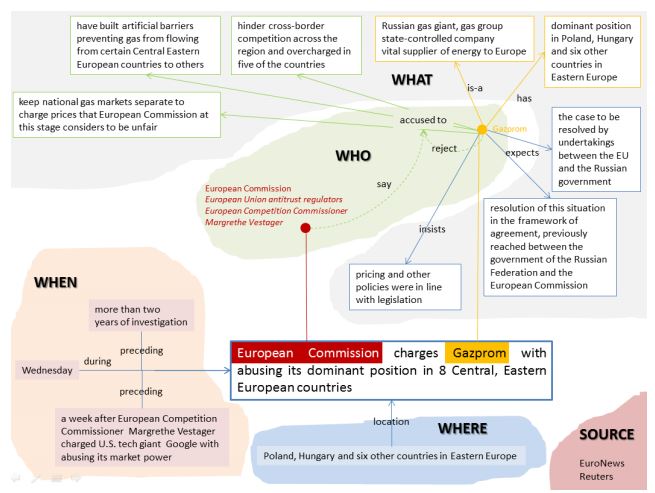 have built artificial barriers
preventing gas from flowing
from certain Central Eastern
European countries to others
hinder cross-border
competition across the
region and overcharged in
five of the countries
Russian gas giant, gas group
state-controlled company
vital supplier of energy to Europe
dominant position
in Poland, Hungary
and six other
countries in
Eastern Europe
WHAT
is-a
has
keep national gas markets separate to
charge prices that European Commission at
this stage considers to be unfair
accused to
Gazprom
the case to be
resolved by
undertakings
between the EU
and the Russian
government
WHO
reject
expects
say
European Commission
European Union antitrust regulators
European Competition Commissioner
Margrethe Vestager
insists
resolution of this situation
in the framework of
agreement, previously
reached between the
government of the Russian
Federation and the
European Commission
pricing and other
policies were in line
with legislation
WHEN
more than two
years of investigation
preceding
Wednesday
during
preceding
European Commission charges Gazprom with
abusing its dominant position in 8 Central, Eastern
European countries
a week after European Competition
Commissioner Margrethe Vestager
charged U.S. tech giant Google with
abusing its market power
location
WHERE
Poland, Hungary and six other countries in Eastern Europe
SOURCE
EuroNews
Reuters